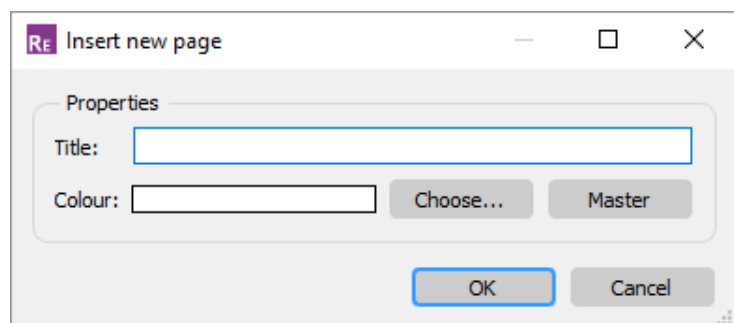 RE Insert new page
Properties
Title:
Colour: Choose... Master
OK Cancel